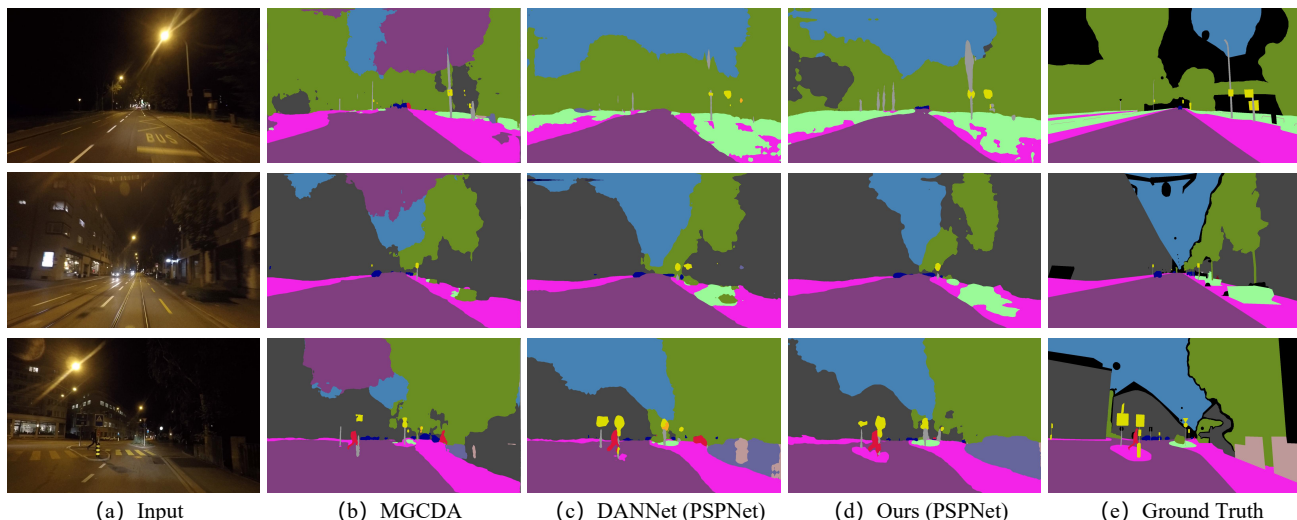 BUS
(a) Input
(b) MGCDA
(c) DANNet (PSPNet)
(d) Ours (PSPNet)
(e) Ground Truth